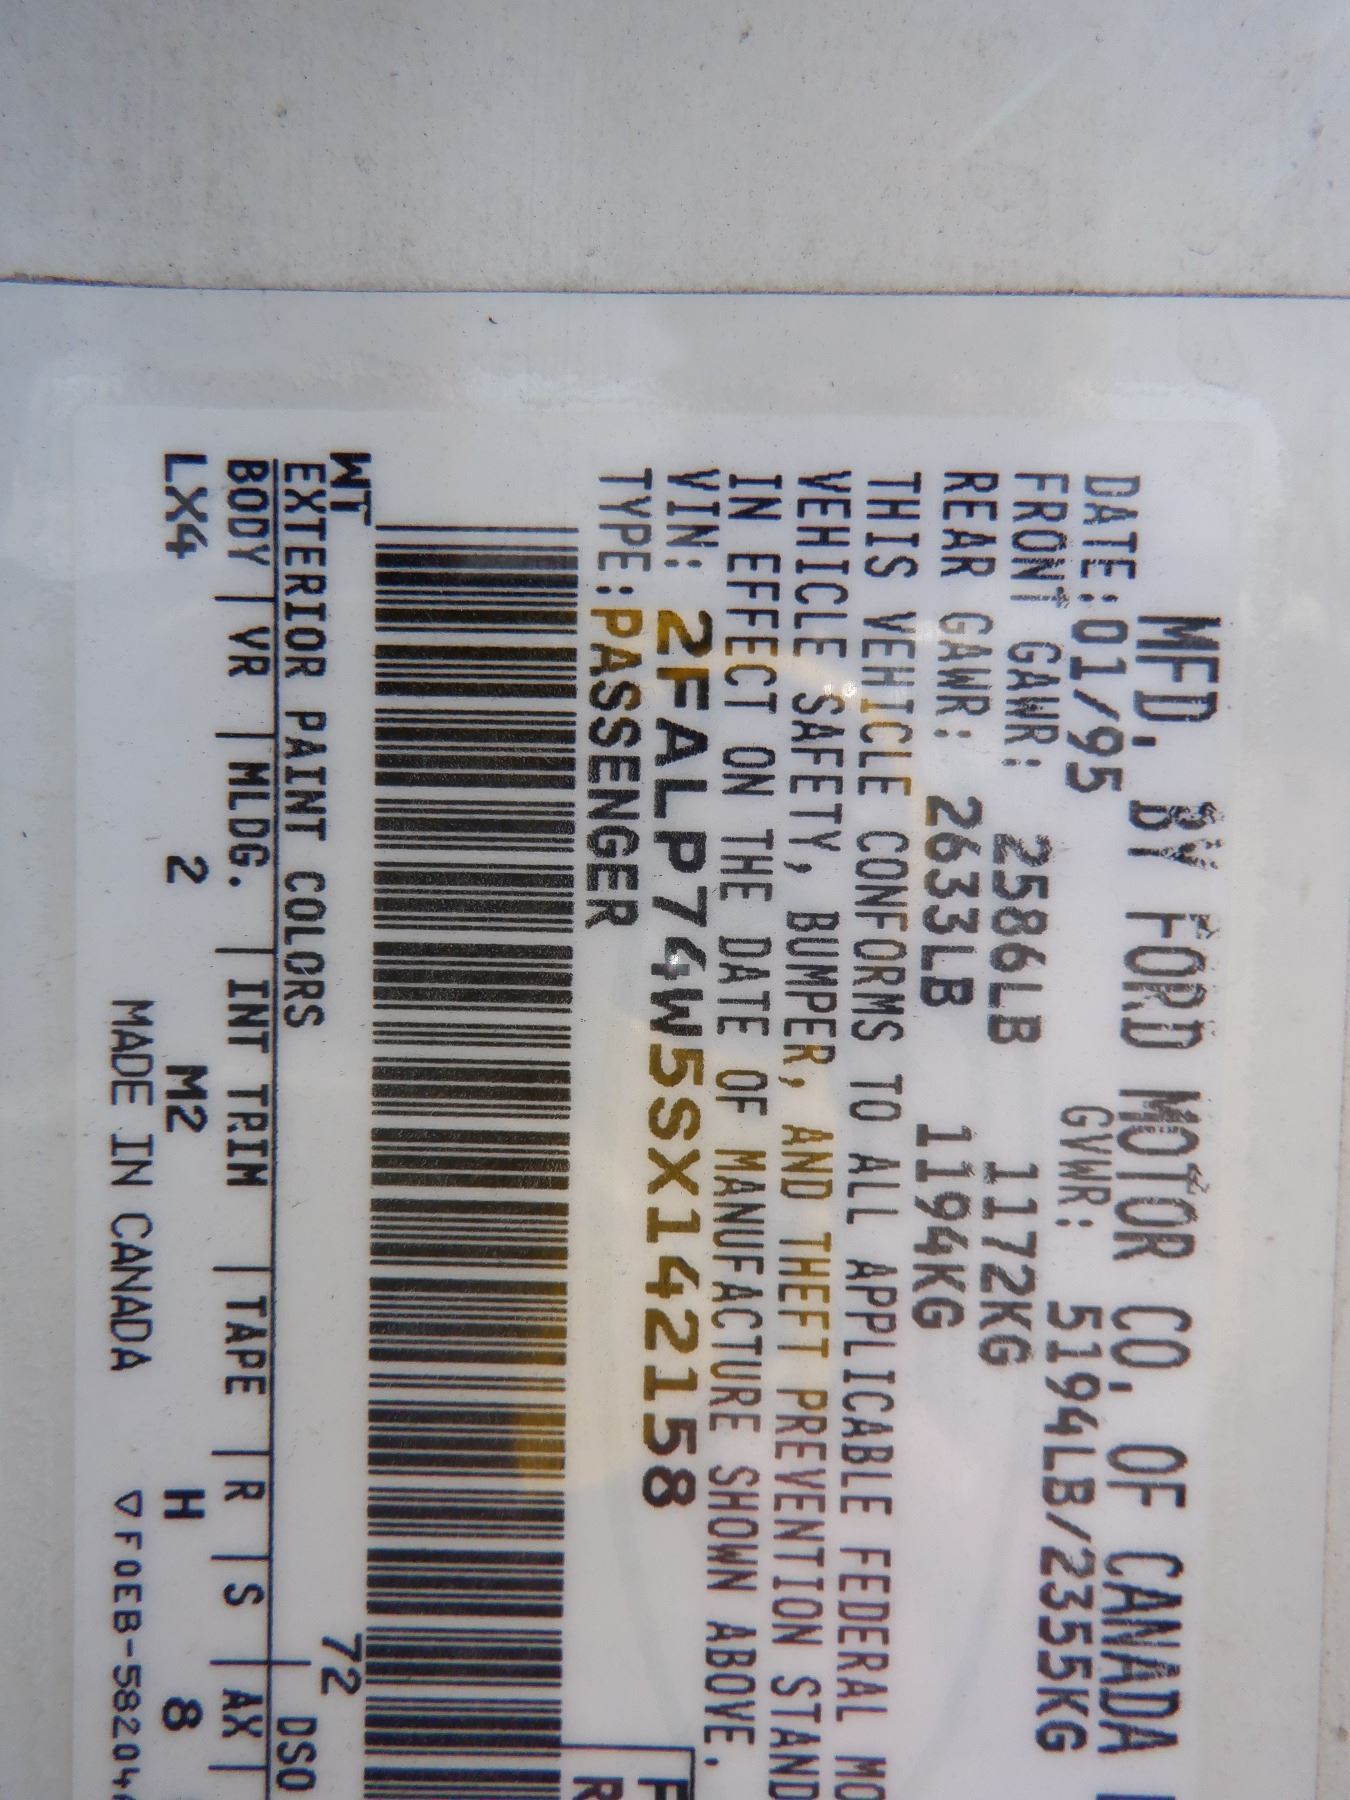 MFD. BY FORD MOTOR CO. OF CANADA
DATE: 01/95 GVWR: 5194LB/2355KG
FRONT GAWR: 2586LB 1172KG
REAR GAWR: 2633LB 1194KG
THIS VEHICLE CONFORMS TO ALL APPLICABLE FEDERAL MO
VEHICLE SAFETY, BUMPER, AND THEFT PREVENTION STAND
IN EFFECT ON THE DATE OF MANUFACTURE SHOWN ABOVE.
VIN: 2FALP74W5SX142158
TYPE: PASSENGER
F
R
WT 72
EXTERIOR PAINT COLORS DSO
BODY VR MLDG. INT TRIM TAPE R S AX
LX4 2 M2 H 8
MADE IN CANADA ▽ F0EB-58204